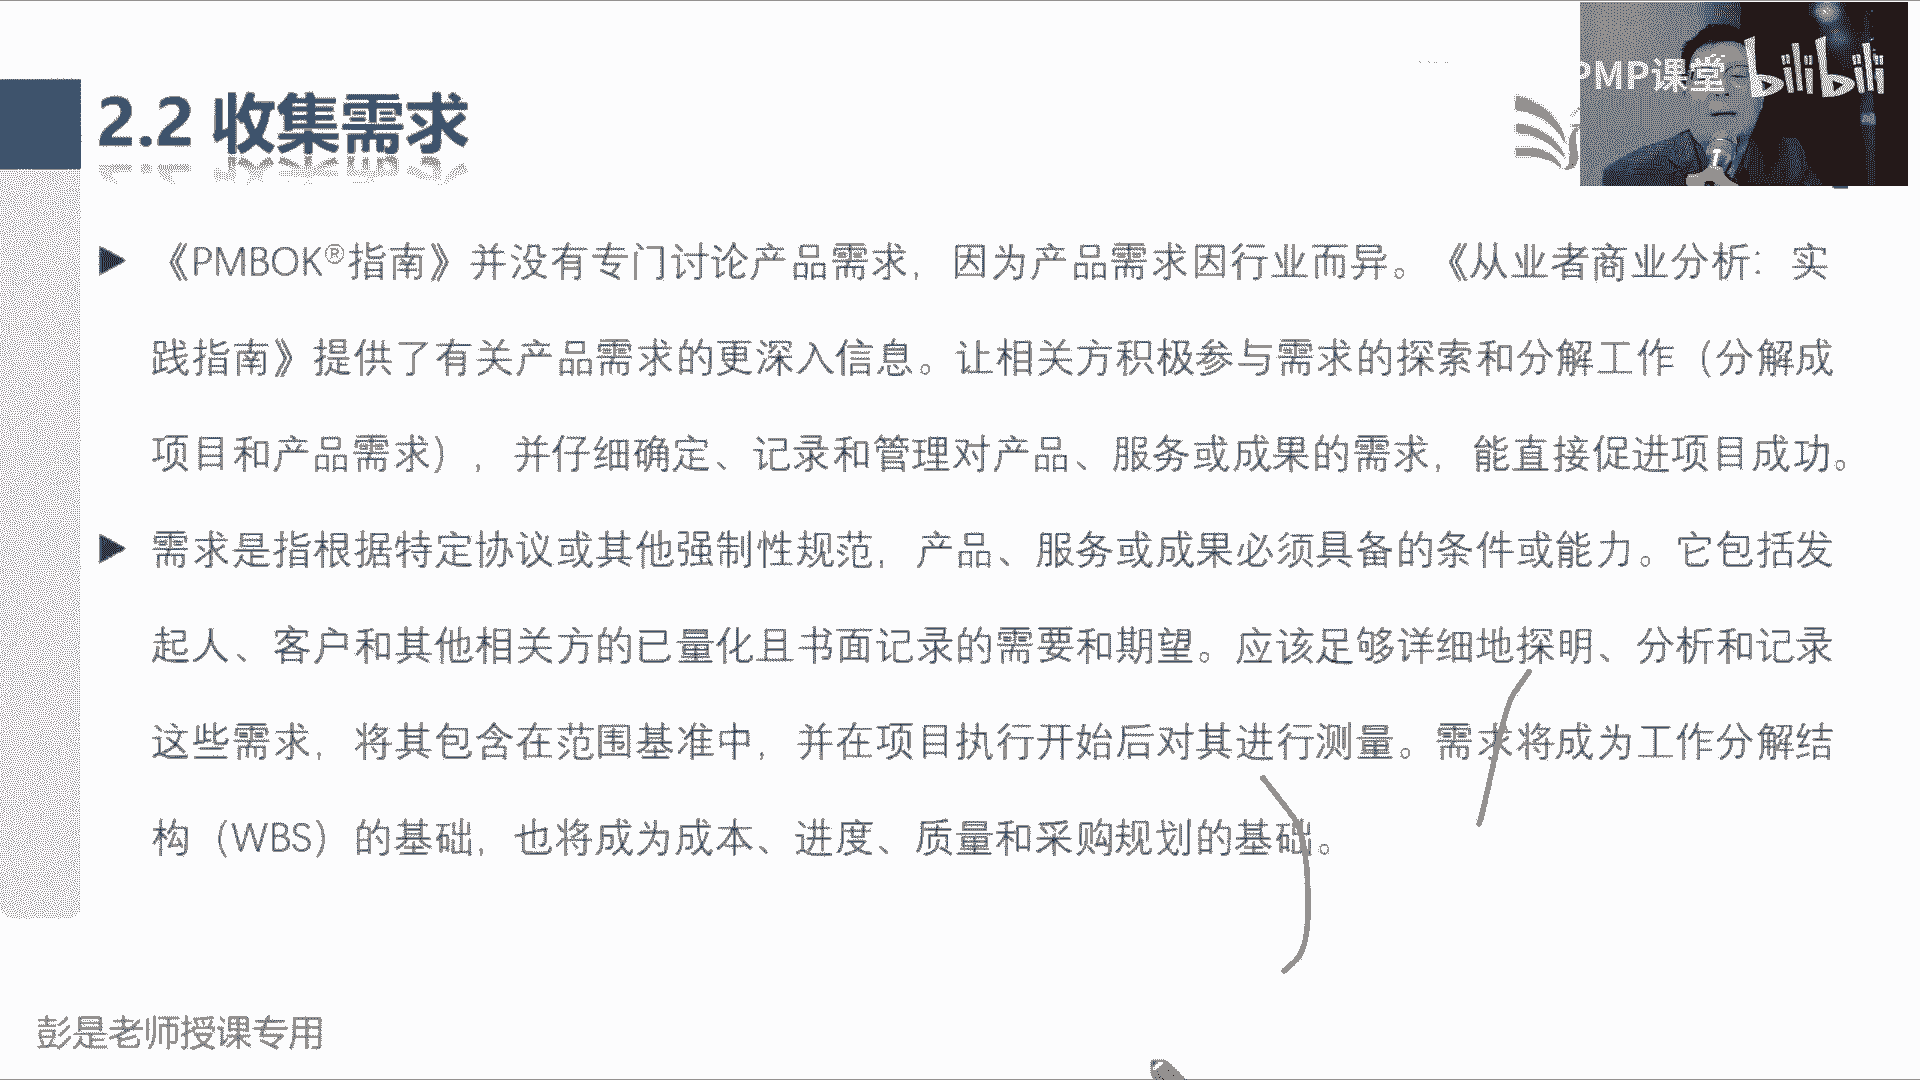 PMP课堂 bilibili
2.2 收集需求
《PMBOK®指南》并没有专门讨论产品需求，因为产品需求因行业而异。《从业者商业分析：实
践指南》提供了有关产品需求的更深入信息。让相关方积极参与需求的探索和分解工作（分解成
项目和产品需求），并仔细确定、记录和管理对产品、服务或成果的需求，能直接促进项目成功。
需求是指根据特定协议或其他强制性规范，产品、服务或成果必须具备的条件或能力。它包括发
起人、客户和其他相关方的已量化且书面记录的需要和期望。应该足够详细地探明、分析和记录
这些需求，将其包含在范围基准中，并在项目执行开始后对其进行测量。需求将成为工作分解结
构（WBS）的基础，也将成为成本、进度、质量和采购规划的基础。
彭是老师授课专用